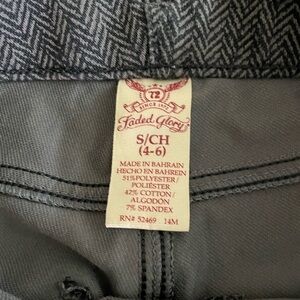 72
SINCE 1972
Faded Glory
S/CH
(4-6)
MADE IN BAHRAIN
HECHO EN BAHREIN
51%POLYESTER/
POLIÉSTER
42% COTTON/
ALGODÓN
7% SPANDEX
RN# 52469 14M